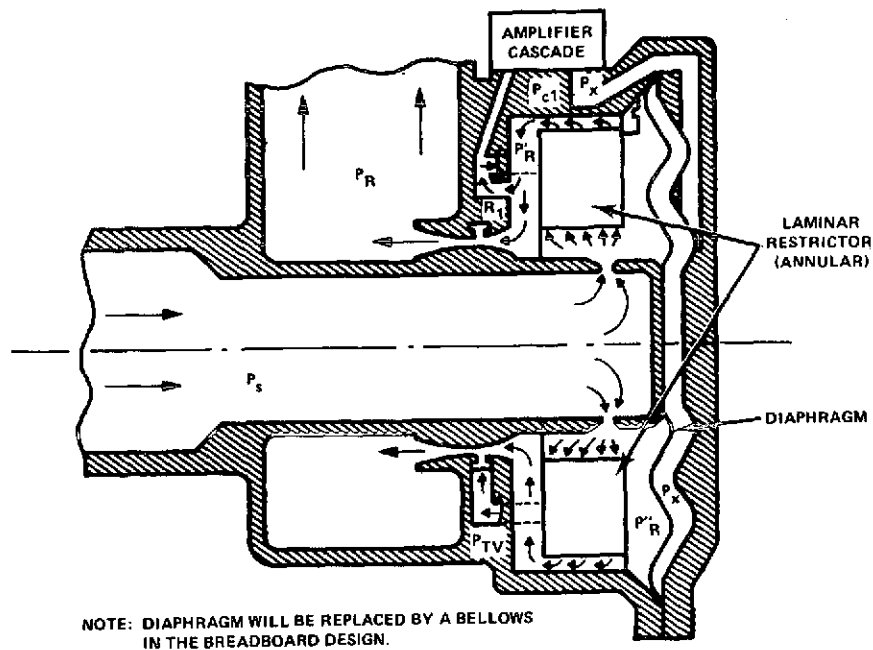 AMPLIFIER
CASCADE
P_c1
P_x
P'_R
P_R
R_1
LAMINAR
RESTRICTOR
(ANNULAR)
P_s
DIAPHRAGM
P_x
P''_R
P_TV
NOTE: DIAPHRAGM WILL BE REPLACED BY A BELLOWS
IN THE BREADBOARD DESIGN.